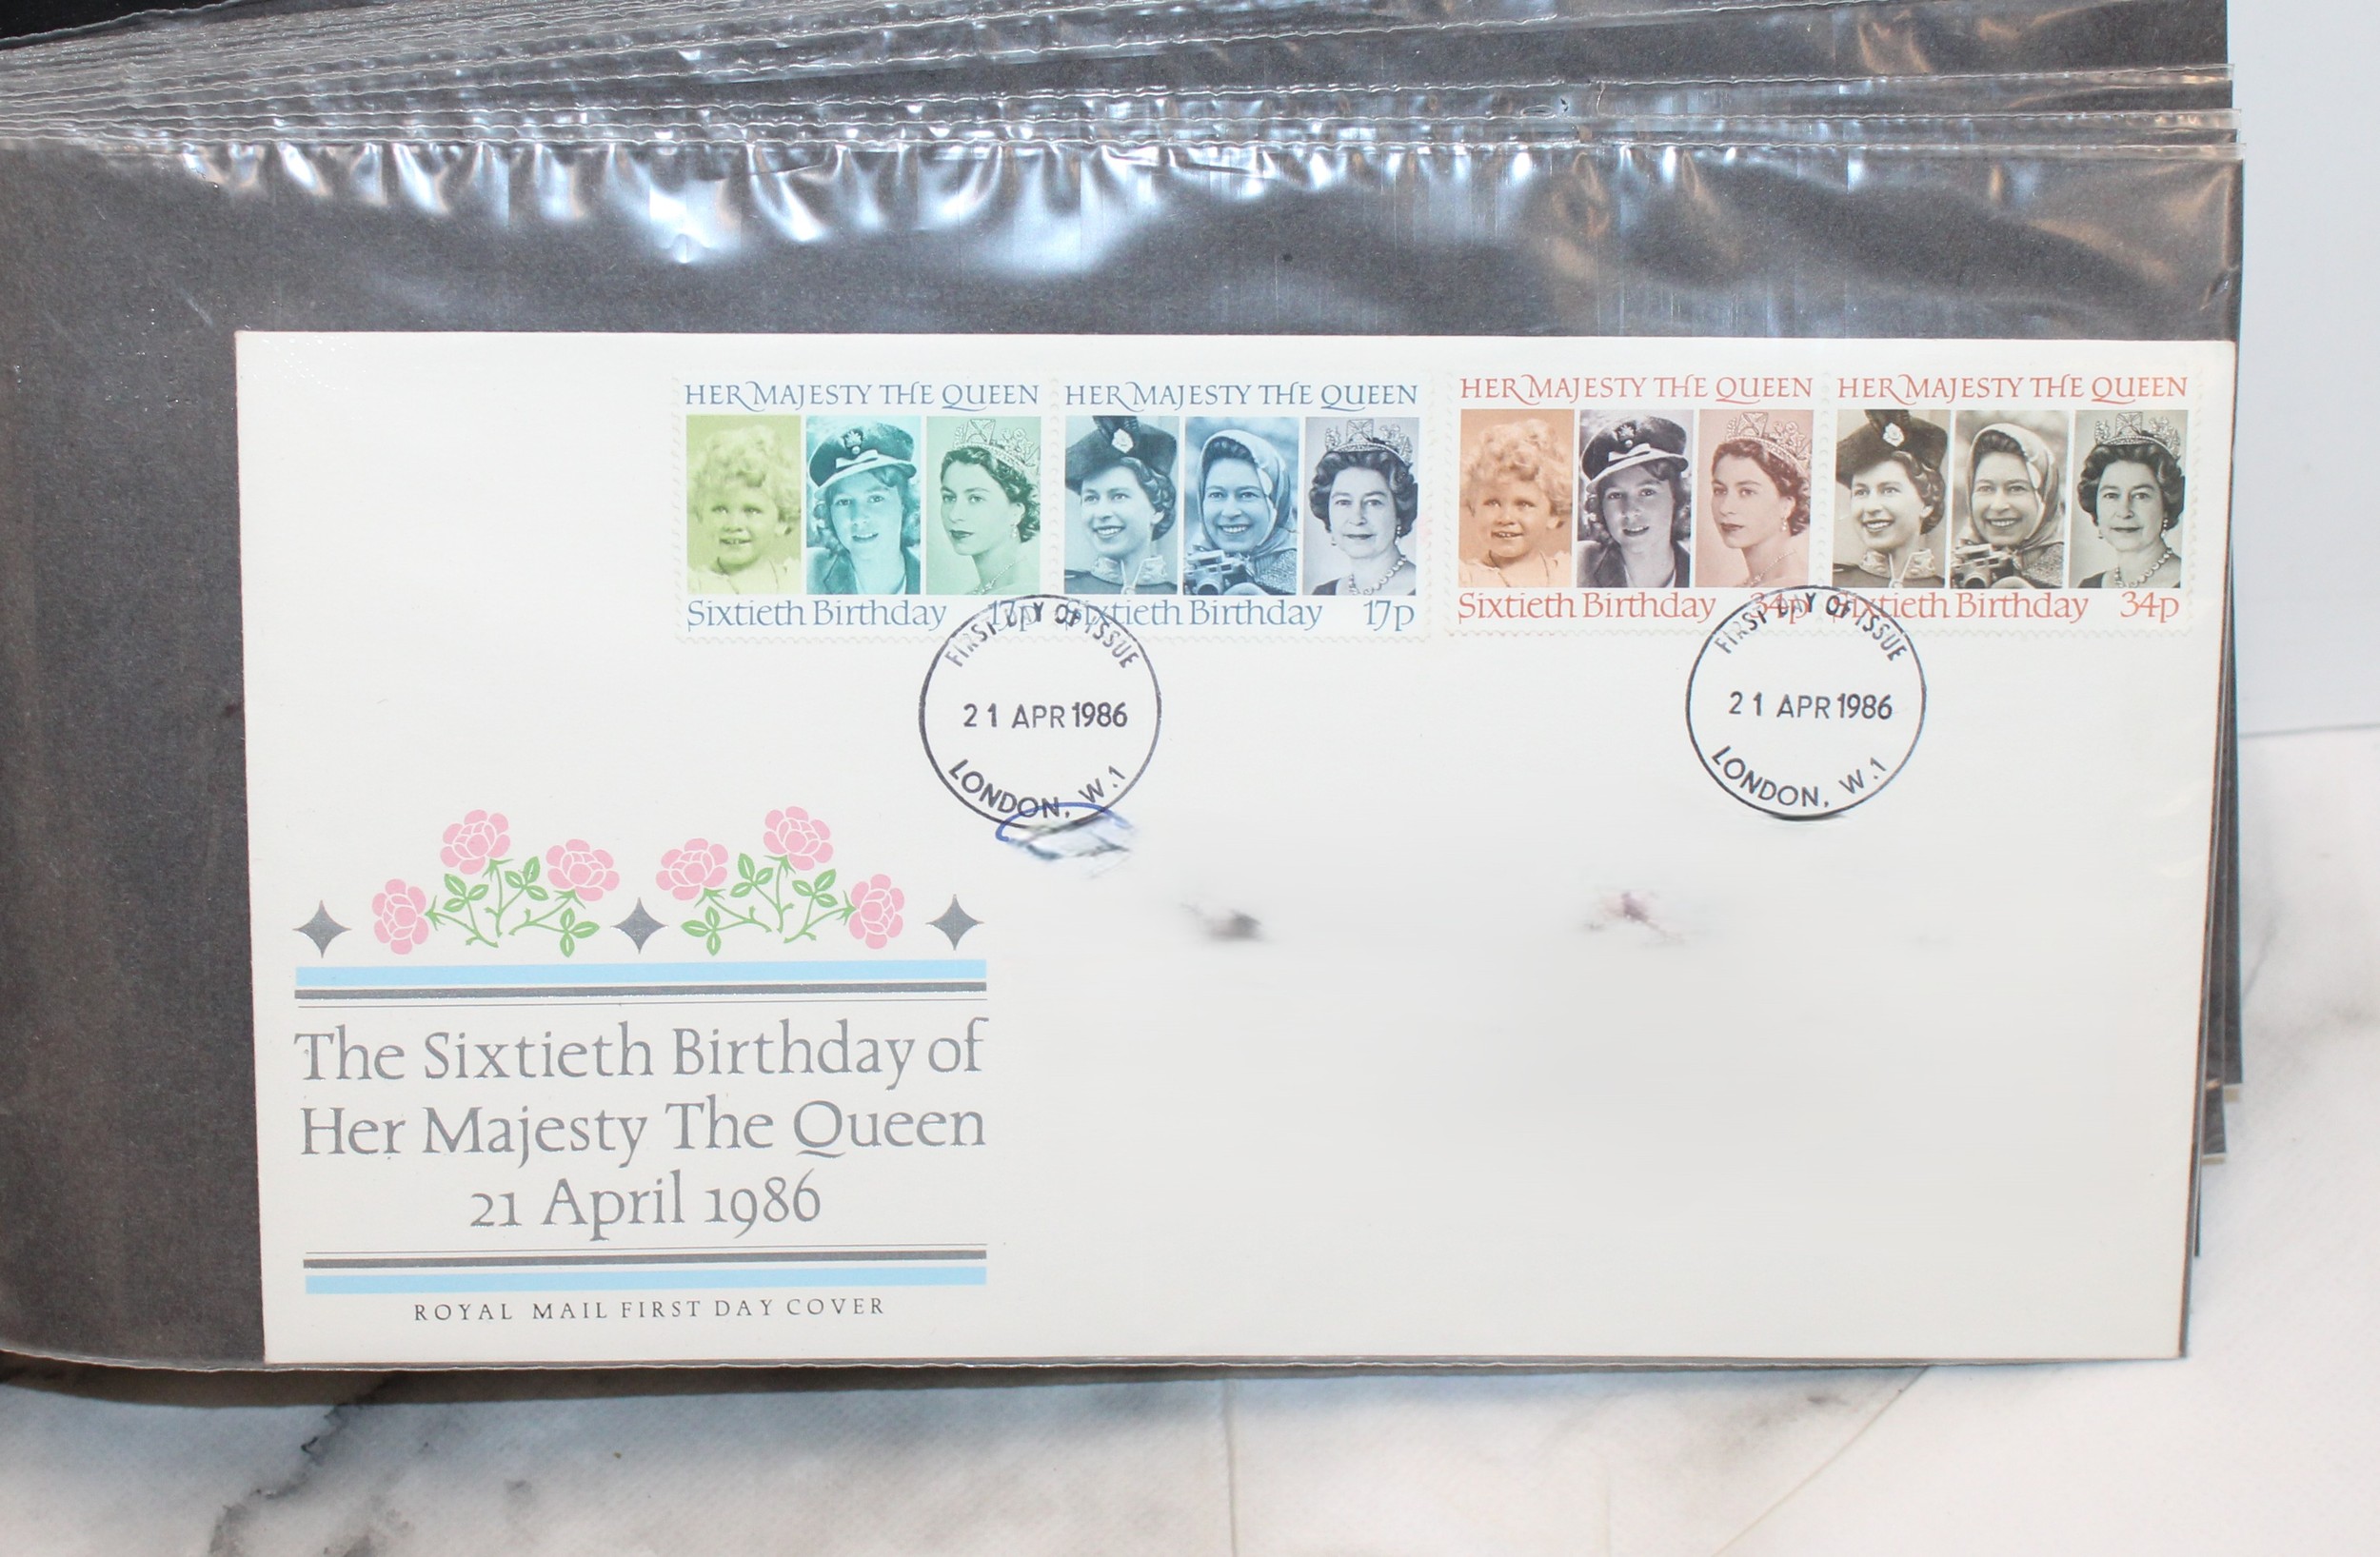 HER MAJESTY THE QUEEN
Sixtieth Birthday 17p
HER MAJESTY THE QUEEN
Sixtieth Birthday 17p
HER MAJESTY THE QUEEN
Sixtieth Birthday 34p
HER MAJESTY THE QUEEN
Sixtieth Birthday 34p
FIRST DAY OF ISSUE
21 APR 1986
LONDON, W.1
FIRST DAY OF ISSUE
21 APR 1986
LONDON, W.1
The Sixtieth Birthday of
Her Majesty The Queen
21 April 1986
ROYAL MAIL FIRST DAY COVER